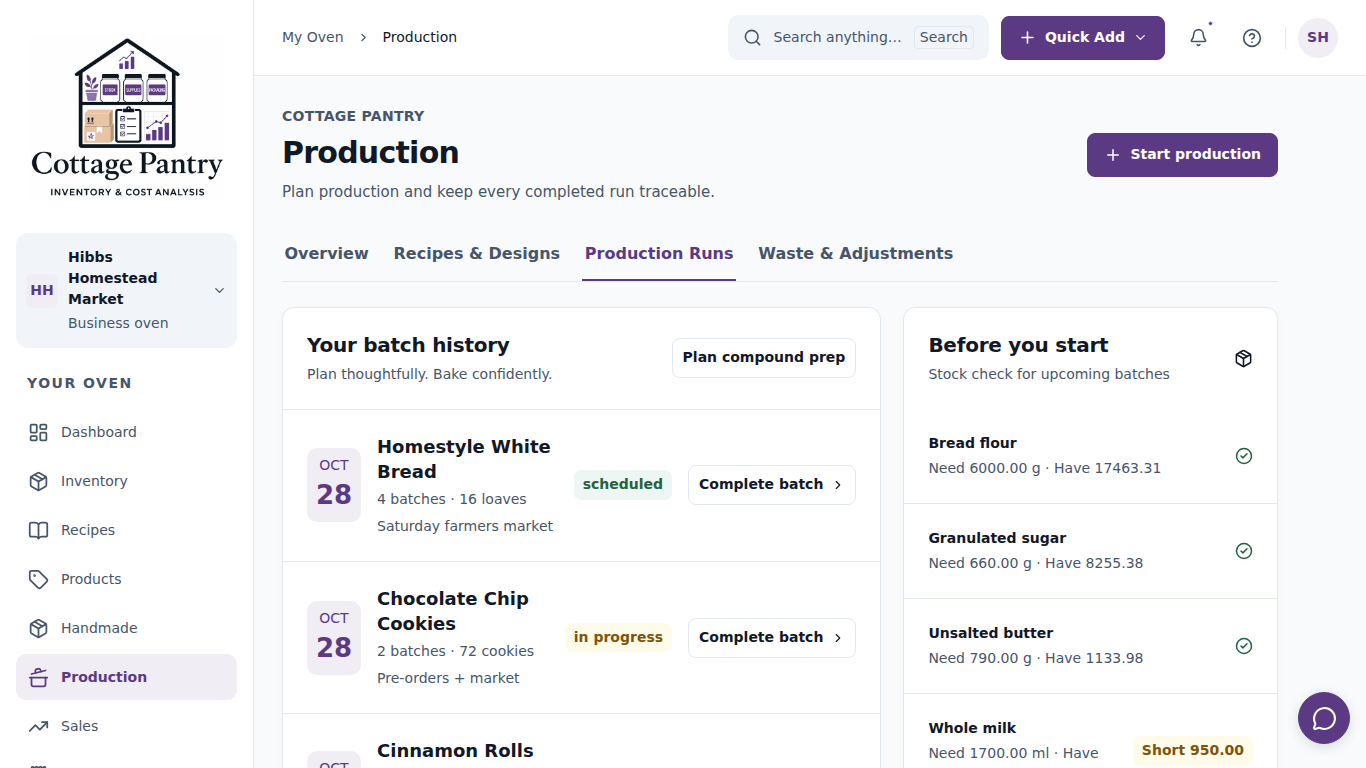 STOCK
SUPPLIES
PACKAGING
Cottage Pantry
INVENTORY & COST ANALYSIS
HH
Hibbs
Homestead
Market
Business oven
YOUR OVEN
Dashboard
Inventory
Recipes
Products
Handmade
Production
Sales
My Oven
Production
Search anything...
Search
Quick Add
SH
COTTAGE PANTRY
Production
Plan production and keep every completed run traceable.
Start production
Overview
Recipes & Designs
Production Runs
Waste & Adjustments
Your batch history
Plan thoughtfully. Bake confidently.
Plan compound prep
OCT
28
Homestyle White
Bread
4 batches · 16 loaves
Saturday farmers market
scheduled
Complete batch
OCT
28
Chocolate Chip
Cookies
2 batches · 72 cookies
Pre-orders + market
in progress
Complete batch
OCT
Cinnamon Rolls
Before you start
Stock check for upcoming batches
Bread flour
Need 6000.00 g · Have 17463.31
Granulated sugar
Need 660.00 g · Have 8255.38
Unsalted butter
Need 790.00 g · Have 1133.98
Whole milk
Need 1700.00 ml · Have
Short 950.00